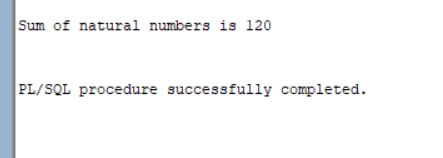 Sum of natural numbers is 120
PL/SQL procedure successfully completed.